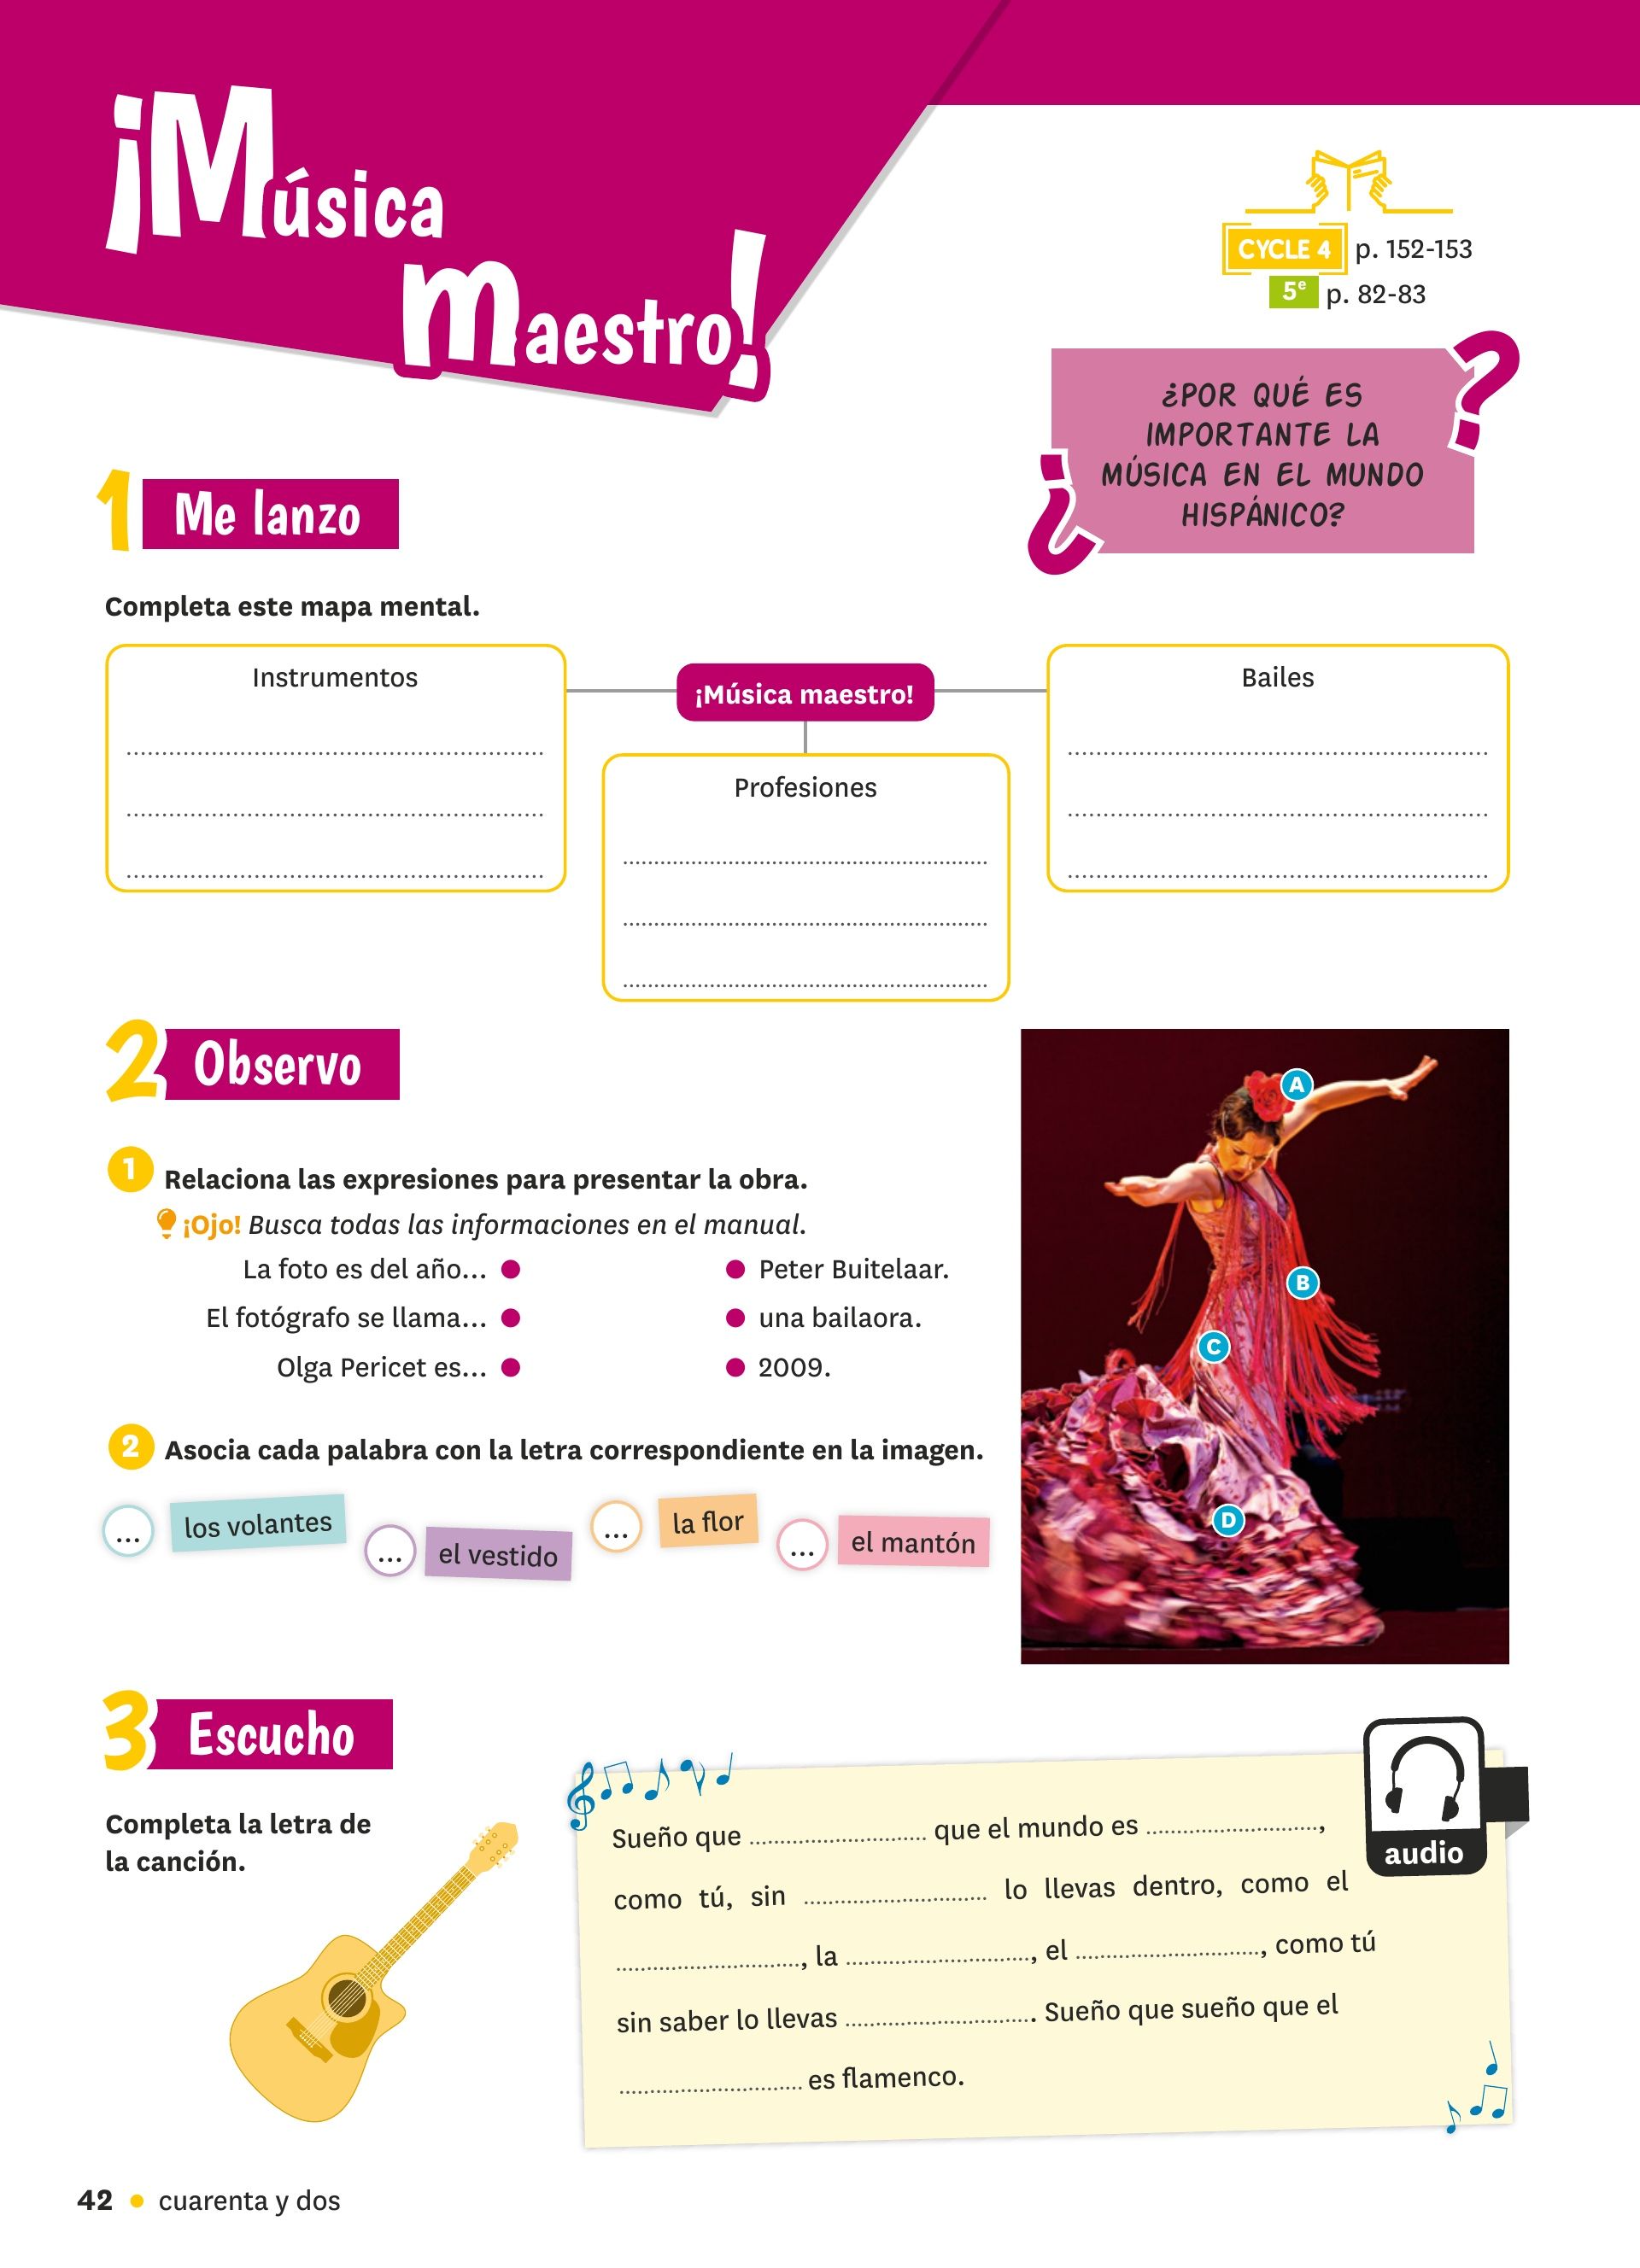 ¡Música
maestro!
CYCLE 4 p. 152-153
5e p. 82-83
¿POR QUÉ ES
IMPORTANTE LA
MÚSICA EN EL MUNDO
HISPÁNICO?
1 Me lanzo
Completa este mapa mental.
Instrumentos
¡Música maestro!
Bailes
Profesiones
2 Observo
1 Relaciona las expresiones para presentar la obra.
¡Ojo! Busca todas las informaciones en el manual.
La foto es del año... ● ● Peter Buitelaar.
El fotógrafo se llama... ● ● una bailaora.
Olga Pericet es... ● ● 2009.
2 Asocia cada palabra con la letra correspondiente en la imagen.
... los volantes
... el vestido
... la flor
... el mantón
A
B
C
D
3 Escucho
Completa la letra de
la canción.
audio
Sueño que .............................. que el mundo es ..............................,
como tú, sin .............................. lo llevas dentro, como el
.............................., la .............................., el .............................., como tú
sin saber lo llevas ............................... Sueño que sueño que el
.............................. es flamenco.
42 ● cuarenta y dos